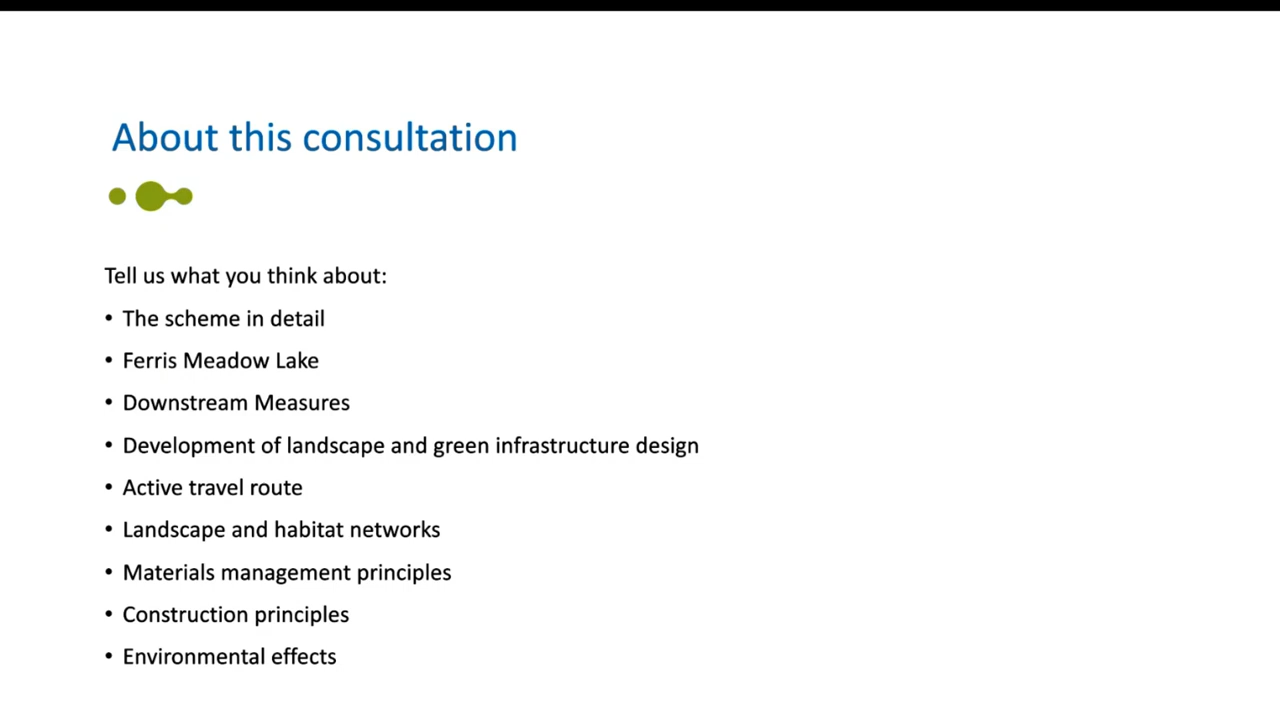 About this consultation
Tell us what you think about:
• The scheme in detail
• Ferris Meadow Lake
• Downstream Measures
• Development of landscape and green infrastructure design
• Active travel route
• Landscape and habitat networks
• Materials management principles
• Construction principles
• Environmental effects